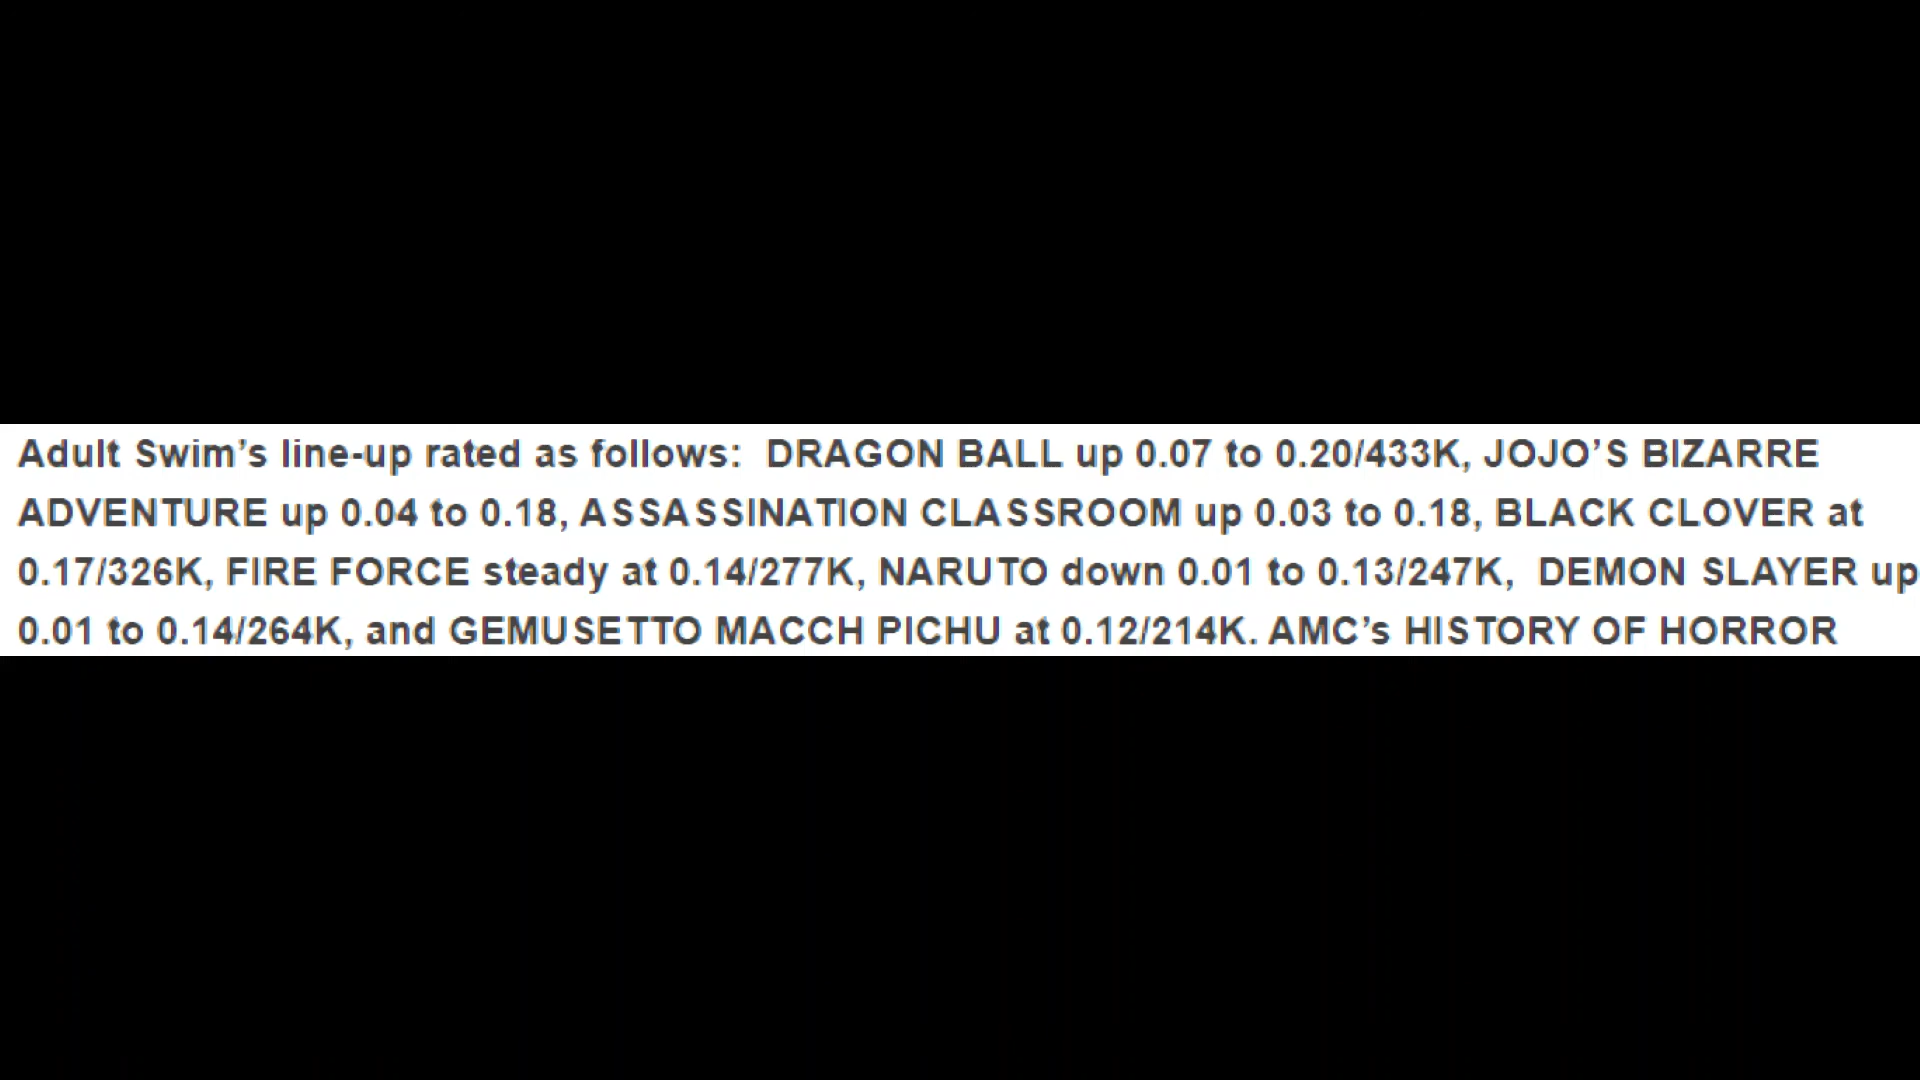 Adult Swim’s line-up rated as follows:  DRAGON BALL up 0.07 to 0.20/433K, JOJO’S BIZARRE
ADVENTURE up 0.04 to 0.18, ASSASSINATION CLASSROOM up 0.03 to 0.18, BLACK CLOVER at
0.17/326K, FIRE FORCE steady at 0.14/277K, NARUTO down 0.01 to 0.13/247K,  DEMON SLAYER up
0.01 to 0.14/264K, and GEMUSETTO MACCH PICHU at 0.12/214K. AMC’s HISTORY OF HORROR